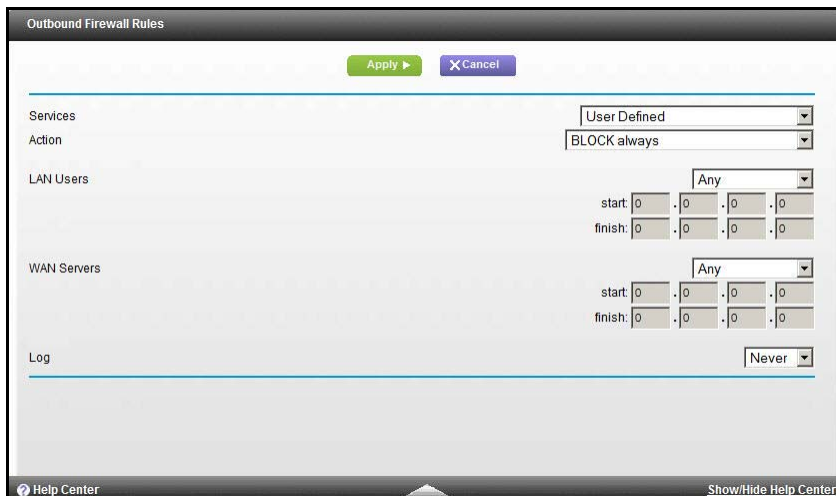 Outbound Firewall Rules
Apply Cancel
Services User Defined
Action BLOCK always
LAN Users Any
start: 0 . 0 . 0 . 0
finish: 0 . 0 . 0 . 0
WAN Servers Any
start: 0 . 0 . 0 . 0
finish: 0 . 0 . 0 . 0
Log Never
? Help Center Show/Hide Help Center